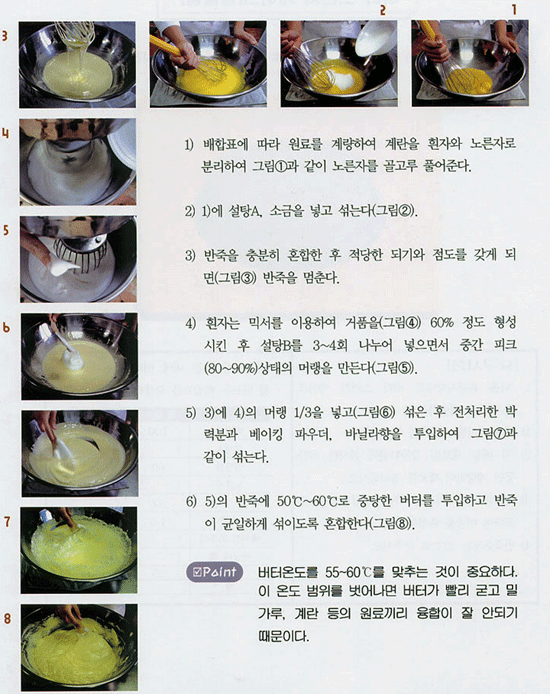 2 1
3
1) 배합표에 따라 원료를 계량하여 계란을 흰자와 노른자로
분리하여 그림①과 같이 노른자를 골고루 풀어준다.
4
2) 1)에 설탕A, 소금을 넣고 섞는다(그림②).
5
3) 반죽을 충분히 혼합한 후 적당한 되기와 점도를 갖게 되
면(그림③) 반죽을 멈춘다.
6
4) 흰자는 믹서를 이용하여 거품을(그림④) 60% 정도 형성
시킨 후 설탕B를 3~4회 나누어 넣으면서 중간 피크
(80~90%)상태의 머랭을 만든다(그림⑤).
5) 3)에 4)의 머랭 1/3을 넣고(그림⑥) 섞은 후 전처리한 박
력분과 베이킹 파우더, 바닐라향을 투입하여 그림⑦과
같이 섞는다.
7
6) 5)의 반죽에 50℃~60℃로 중탕한 버터를 투입하고 반죽
이 균일하게 섞이도록 혼합한다(그림⑧).
8
Point 버터온도를 55~60℃를 맞추는 것이 중요하다.
이 온도 범위를 벗어나면 버터가 빨리 굳고 밀
가루, 계란 등의 원료끼리 융합이 잘 안되기
때문이다.